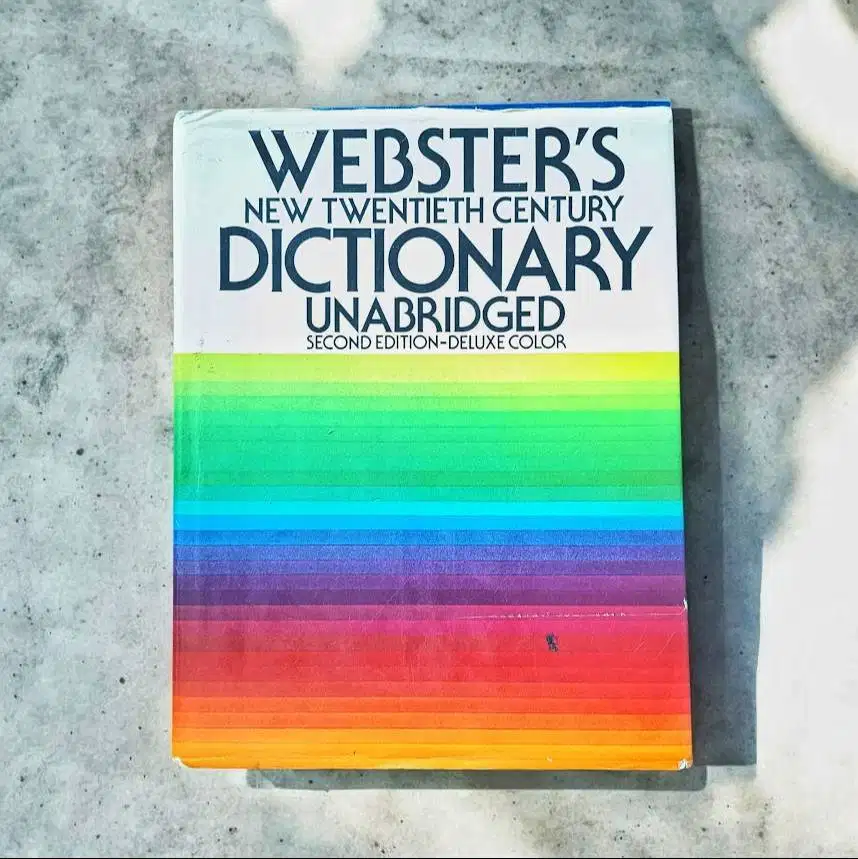 WEBSTER'S
NEW TWENTIETH CENTURY
DICTIONARY
UNABRIDGED
SECOND EDITION-DELUXE COLOR